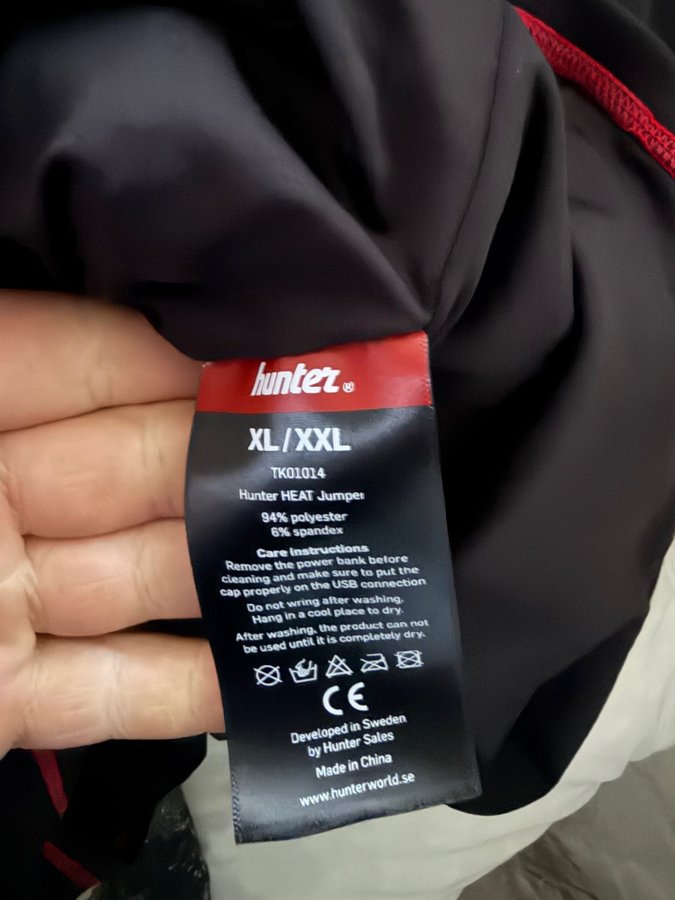 hunter®
XL/XXL
TK01014
Hunter HEAT Jumper
94% polyester
6% spandex
Care instructions
Remove the power bank before
cleaning and make sure to put the
cap properly on the USB connection
Do not wring after washing.
Hang in a cool place to dry.
After washing, the product can not
be used until it is completely dry.
CE
Developed in Sweden
by Hunter Sales
Made in China
www.hunterworld.se